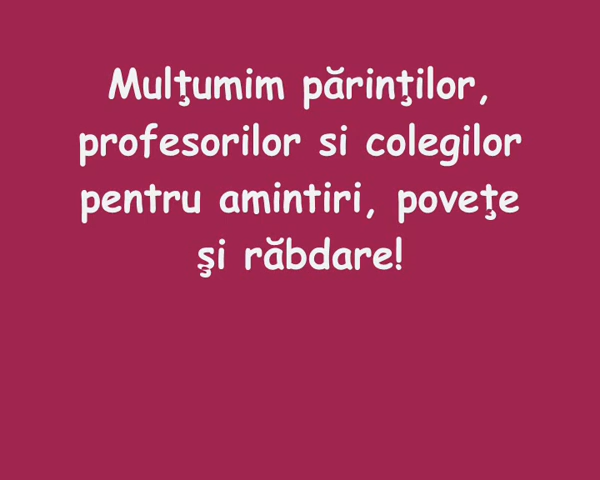 Mulţumim părinţilor,
profesorilor si colegilor
pentru amintiri, poveţe
şi răbdare!